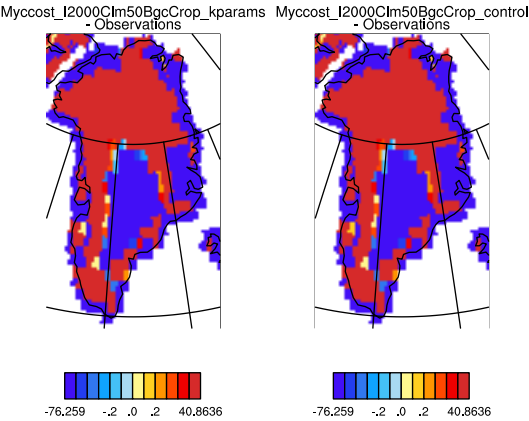 Myccost_I2000Clm50BgcCrop_kparams
- Observations
Myccost_I2000Clm50BgcCrop_control
- Observations
-76.259 -.2 .0 .2 40.8636
-76.259 -.2 .0 .2 40.8636